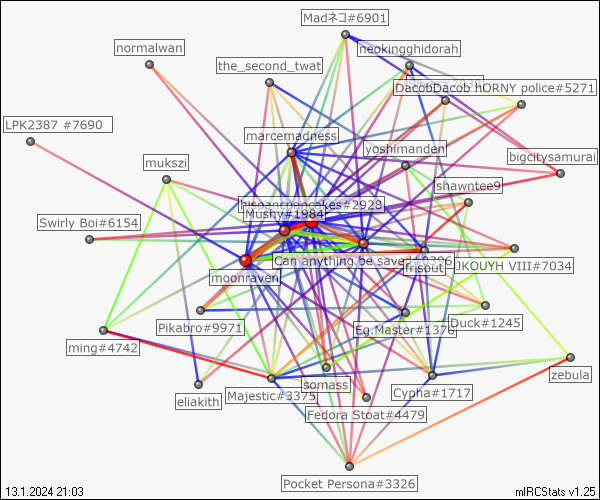 Madネコ#6901
neokingghidorah
normalwan
the_second_twat
DacobDacob
hORNY police#5271
LPK2387 #7690
marcemadness
yoshimanden
bigcitysamurai
mukszi
shawntee9
hispancpancakes#2928
Mushy#1984
Swirly Boi#6154
Can anything be saved
frisout
JKOUYH VIII#7034
moonraven
Pikabro#9971
Eg.Master#1378
Duck#1245
ming#4742
zebula
somass
Majestic#3375
Cypha#1717
eliakith
Fedora Stoat#4479
Pocket Persona#3326
13.1.2024 21:03
mIRCStats v1.25